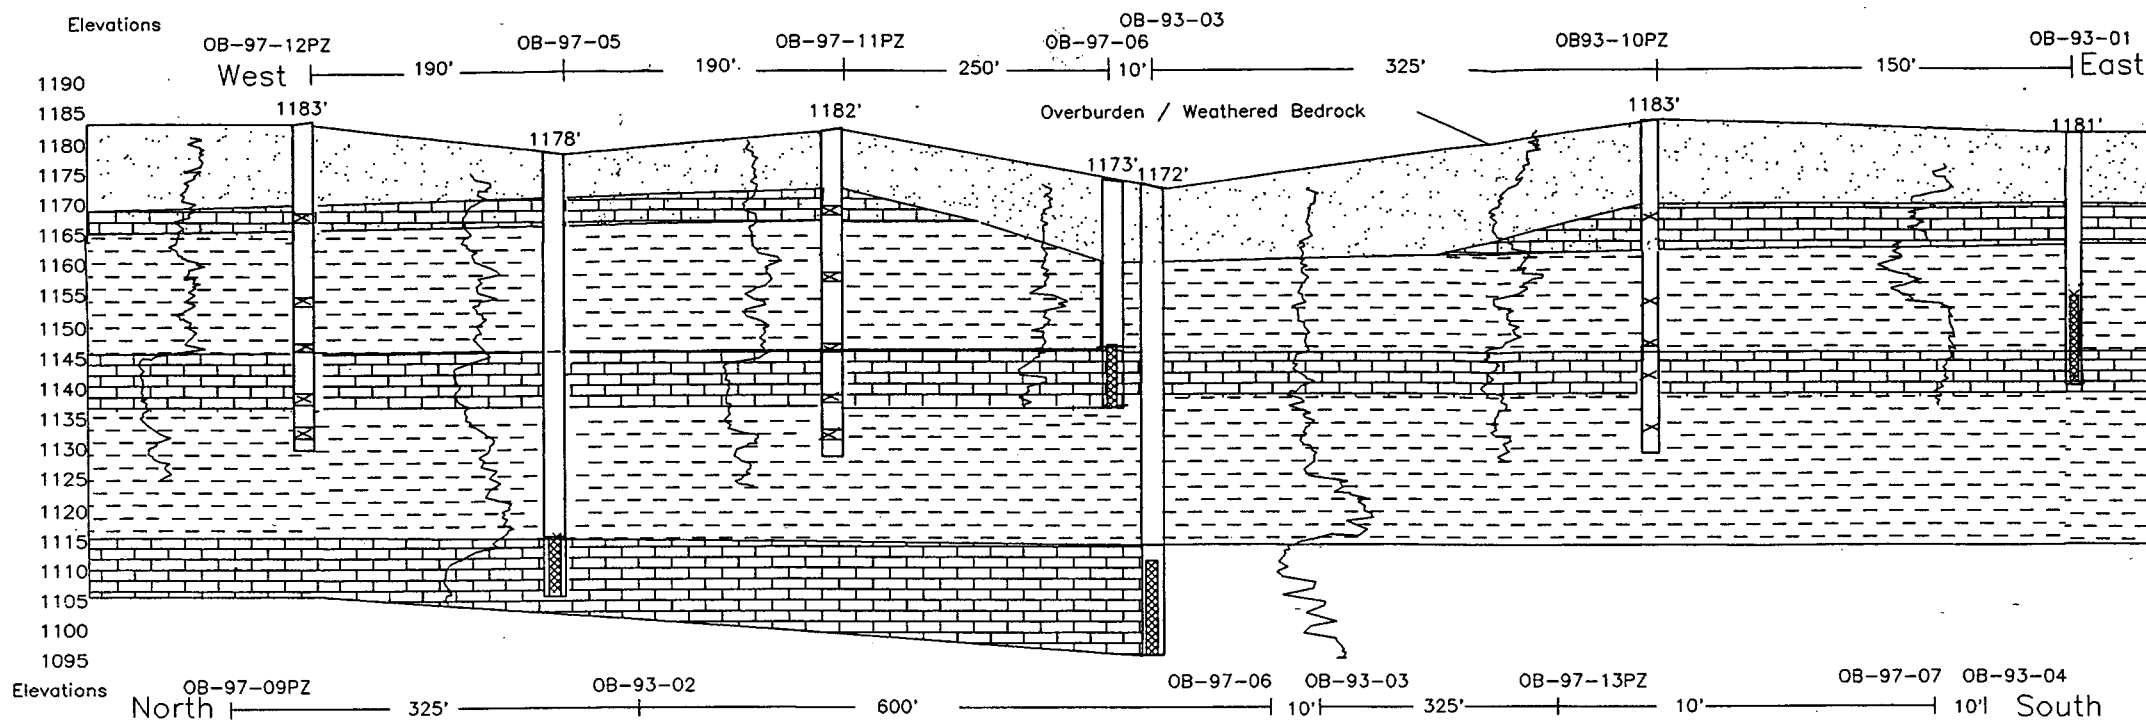 OB-93-03
Elevations
OB-97-12PZ OB-97-05 OB-97-11PZ OB-97-06 OB93-10PZ OB-93-01
West 190' 190' 250' 10' 325' 150' East
1190
1185
1180
1175
1170
1165
1160
1155
1150
1145
1140
1135
1130
1125
1120
1115
1110
1105
1100
1095
1183' 1178' 1182' 1173' 1172' 1183' 1181'
Overburden / Weathered Bedrock
Elevations OB-97-09PZ OB-93-02 OB-97-06 OB-93-03 OB-97-13PZ OB-97-07 OB-93-04
North 325' 600' 10' 325' 10' 10' South